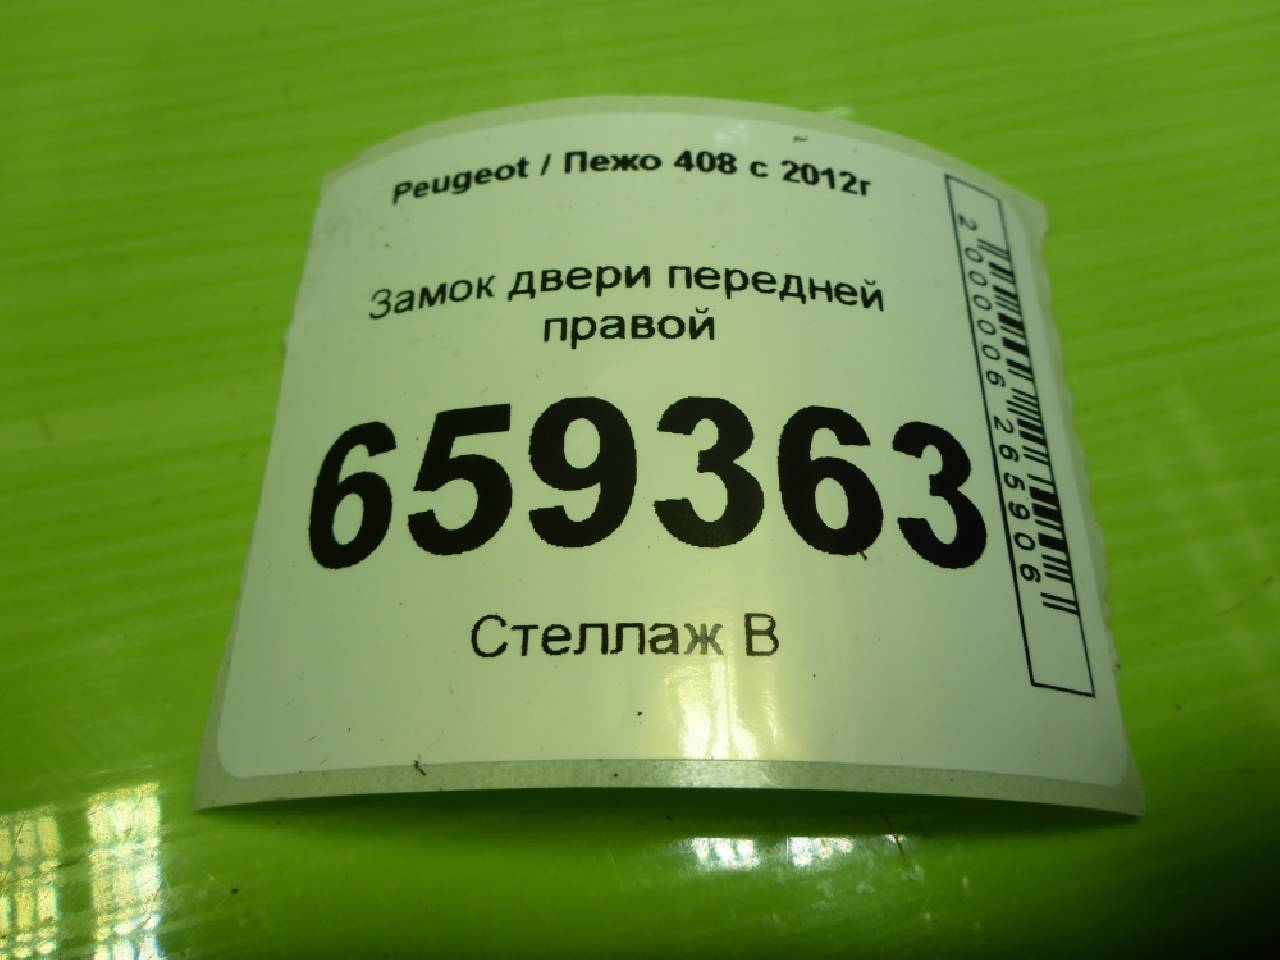 Peugeot / Пежо 408 с 2012г
Замок двери передней
правой
659363
Стеллаж В
2000006265906